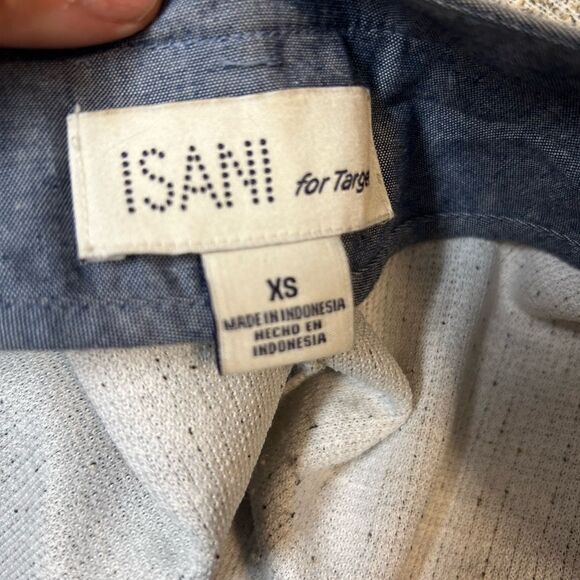 ISANI for Targe
XS
MADE IN INDONESIA
HECHO EN
INDONESIA